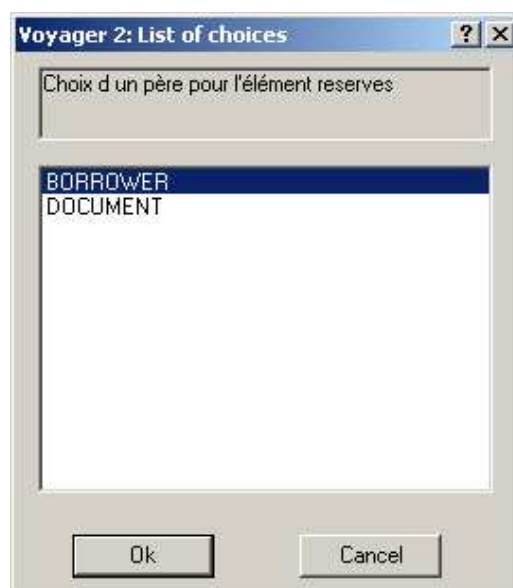 Voyager 2: List of choices
Choix d un père pour l'élément reserves
BORROWER
DOCUMENT
Ok
Cancel